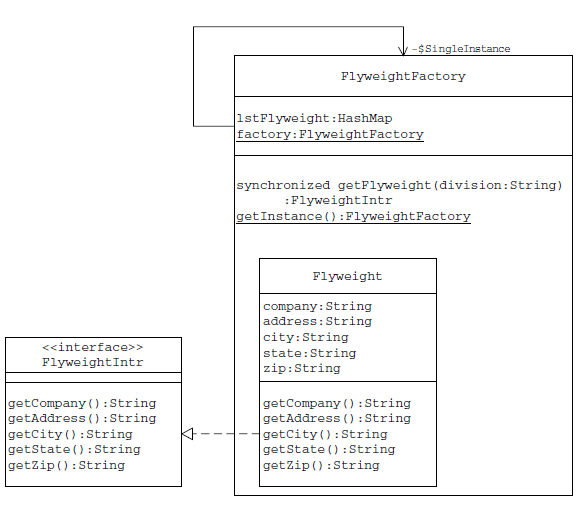 -$SingleInstance
FlyweightFactory
lstFlyweight:HashMap
factory:FlyweightFactory
synchronized getFlyweight(division:String)
:FlyweightIntr
getInstance():FlyweightFactory
Flyweight
company:String
address:String
city:String
state:String
zip:String
getCompany():String
getAddress():String
getCity():String
getState():String
getZip():String
<<interface>>
FlyweightIntr
getCompany():String
getAddress():String
getCity():String
getState():String
getZip():String